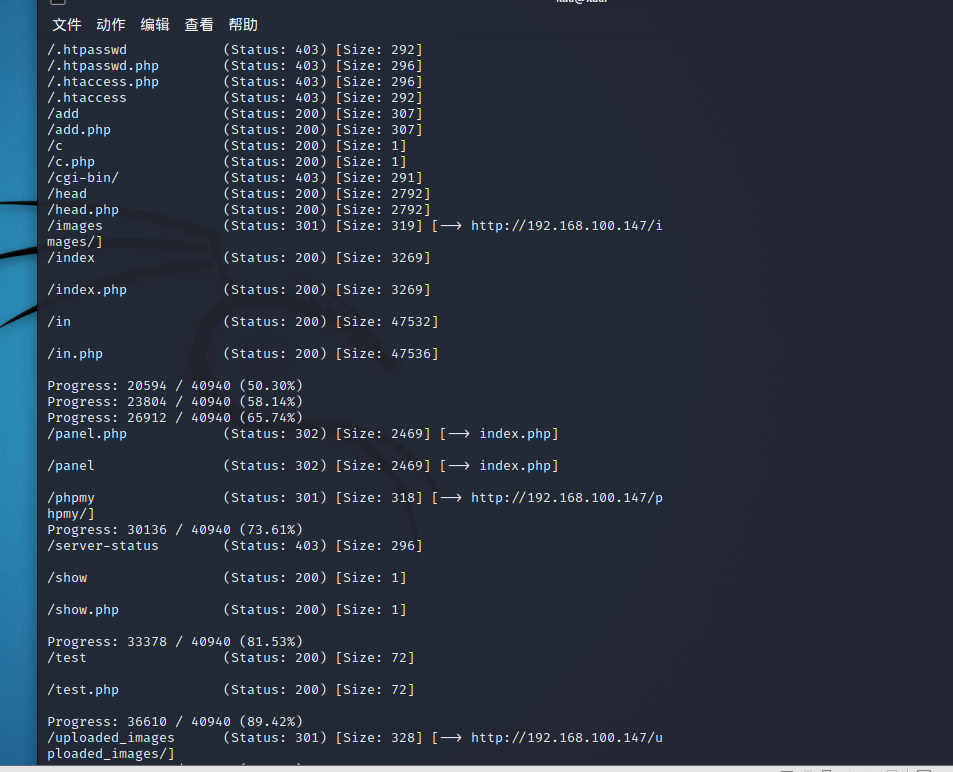 文件 动作 编辑 查看 帮助
/.htpasswd (Status: 403) [Size: 292]
/.htpasswd.php (Status: 403) [Size: 296]
/.htaccess.php (Status: 403) [Size: 296]
/.htaccess (Status: 403) [Size: 292]
/add (Status: 200) [Size: 307]
/add.php (Status: 200) [Size: 307]
/c (Status: 200) [Size: 1]
/c.php (Status: 200) [Size: 1]
/cgi-bin/ (Status: 403) [Size: 291]
/head (Status: 200) [Size: 2792]
/head.php (Status: 200) [Size: 2792]
/images (Status: 301) [Size: 319] [--> http://192.168.100.147/i
mages/]
/index (Status: 200) [Size: 3269]
/index.php (Status: 200) [Size: 3269]
/in (Status: 200) [Size: 47532]
/in.php (Status: 200) [Size: 47536]
Progress: 20594 / 40940 (50.30%)
Progress: 23804 / 40940 (58.14%)
Progress: 26912 / 40940 (65.74%)
/panel.php (Status: 302) [Size: 2469] [--> index.php]
/panel (Status: 302) [Size: 2469] [--> index.php]
/phpmy (Status: 301) [Size: 318] [--> http://192.168.100.147/p
hpmy/]
Progress: 30136 / 40940 (73.61%)
/server-status (Status: 403) [Size: 296]
/show (Status: 200) [Size: 1]
/show.php (Status: 200) [Size: 1]
Progress: 33378 / 40940 (81.53%)
/test (Status: 200) [Size: 72]
/test.php (Status: 200) [Size: 72]
Progress: 36610 / 40940 (89.42%)
/uploaded_images (Status: 301) [Size: 328] [--> http://192.168.100.147/u
ploaded_images/]